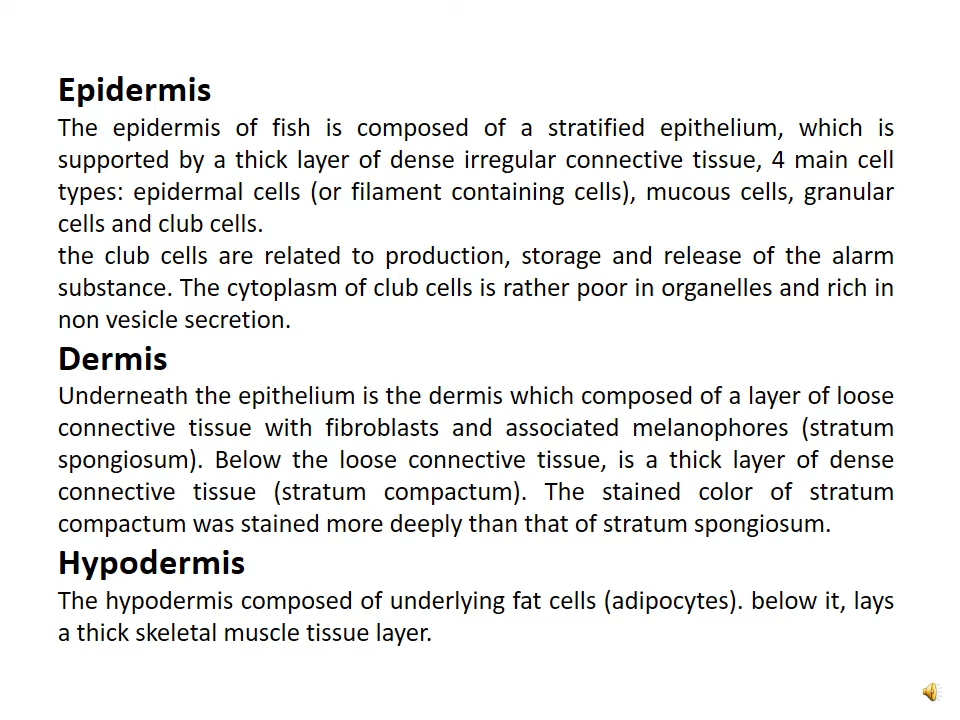 Epidermis
The epidermis of fish is composed of a stratified epithelium, which is
supported by a thick layer of dense irregular connective tissue, 4 main cell
types: epidermal cells (or filament containing cells), mucous cells, granular
cells and club cells.
the club cells are related to production, storage and release of the alarm
substance. The cytoplasm of club cells is rather poor in organelles and rich in
non vesicle secretion.
Dermis
Underneath the epithelium is the dermis which composed of a layer of loose
connective tissue with fibroblasts and associated melanophores (stratum
spongiosum). Below the loose connective tissue, is a thick layer of dense
connective tissue (stratum compactum). The stained color of stratum
compactum was stained more deeply than that of stratum spongiosum.
Hypodermis
The hypodermis composed of underlying fat cells (adipocytes). below it, lays
a thick skeletal muscle tissue layer.